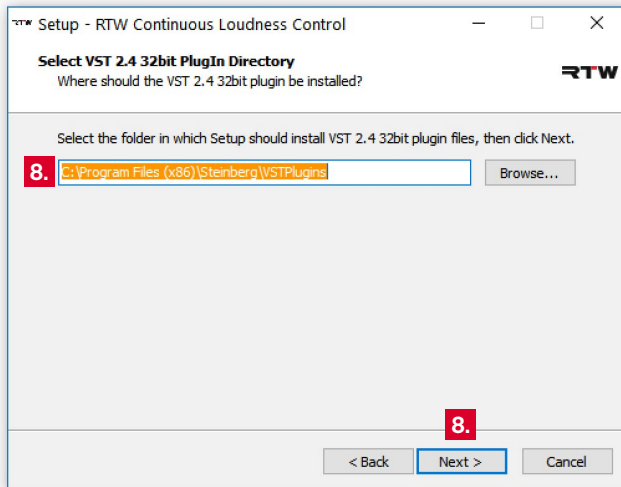 RTW Setup - RTW Continuous Loudness Control
Select VST 2.4 32bit PlugIn Directory
Where should the VST 2.4 32bit plugin be installed?
RTW
Select the folder in which Setup should install VST 2.4 32bit plugin files, then click Next.
8. C:\Program Files (x86)\Steinberg\VSTPlugins Browse...
8.
< Back Next > Cancel